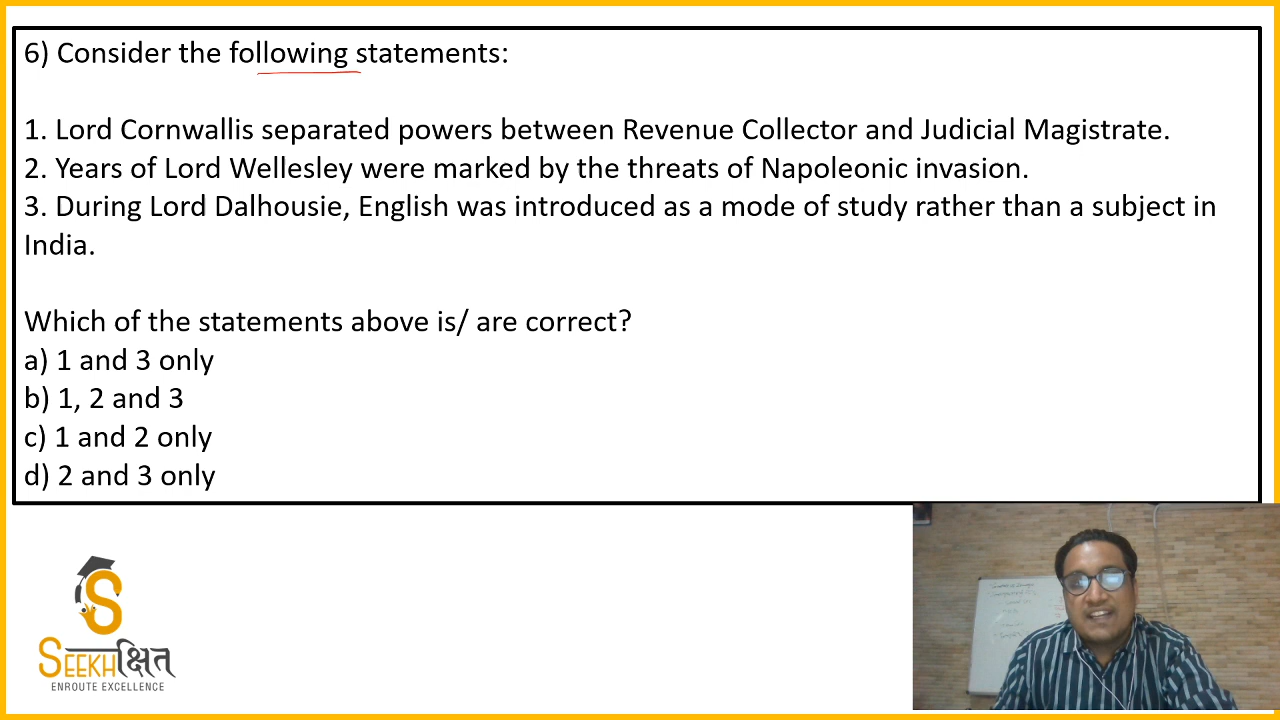 6) Consider the following statements:
1. Lord Cornwallis separated powers between Revenue Collector and Judicial Magistrate.
2. Years of Lord Wellesley were marked by the threats of Napoleonic invasion.
3. During Lord Dalhousie, English was introduced as a mode of study rather than a subject in
India.
Which of the statements above is/ are correct?
a) 1 and 3 only
b) 1, 2 and 3
c) 1 and 2 only
d) 2 and 3 only
S
SEEKHक्षित
ENROUTE EXCELLENCE